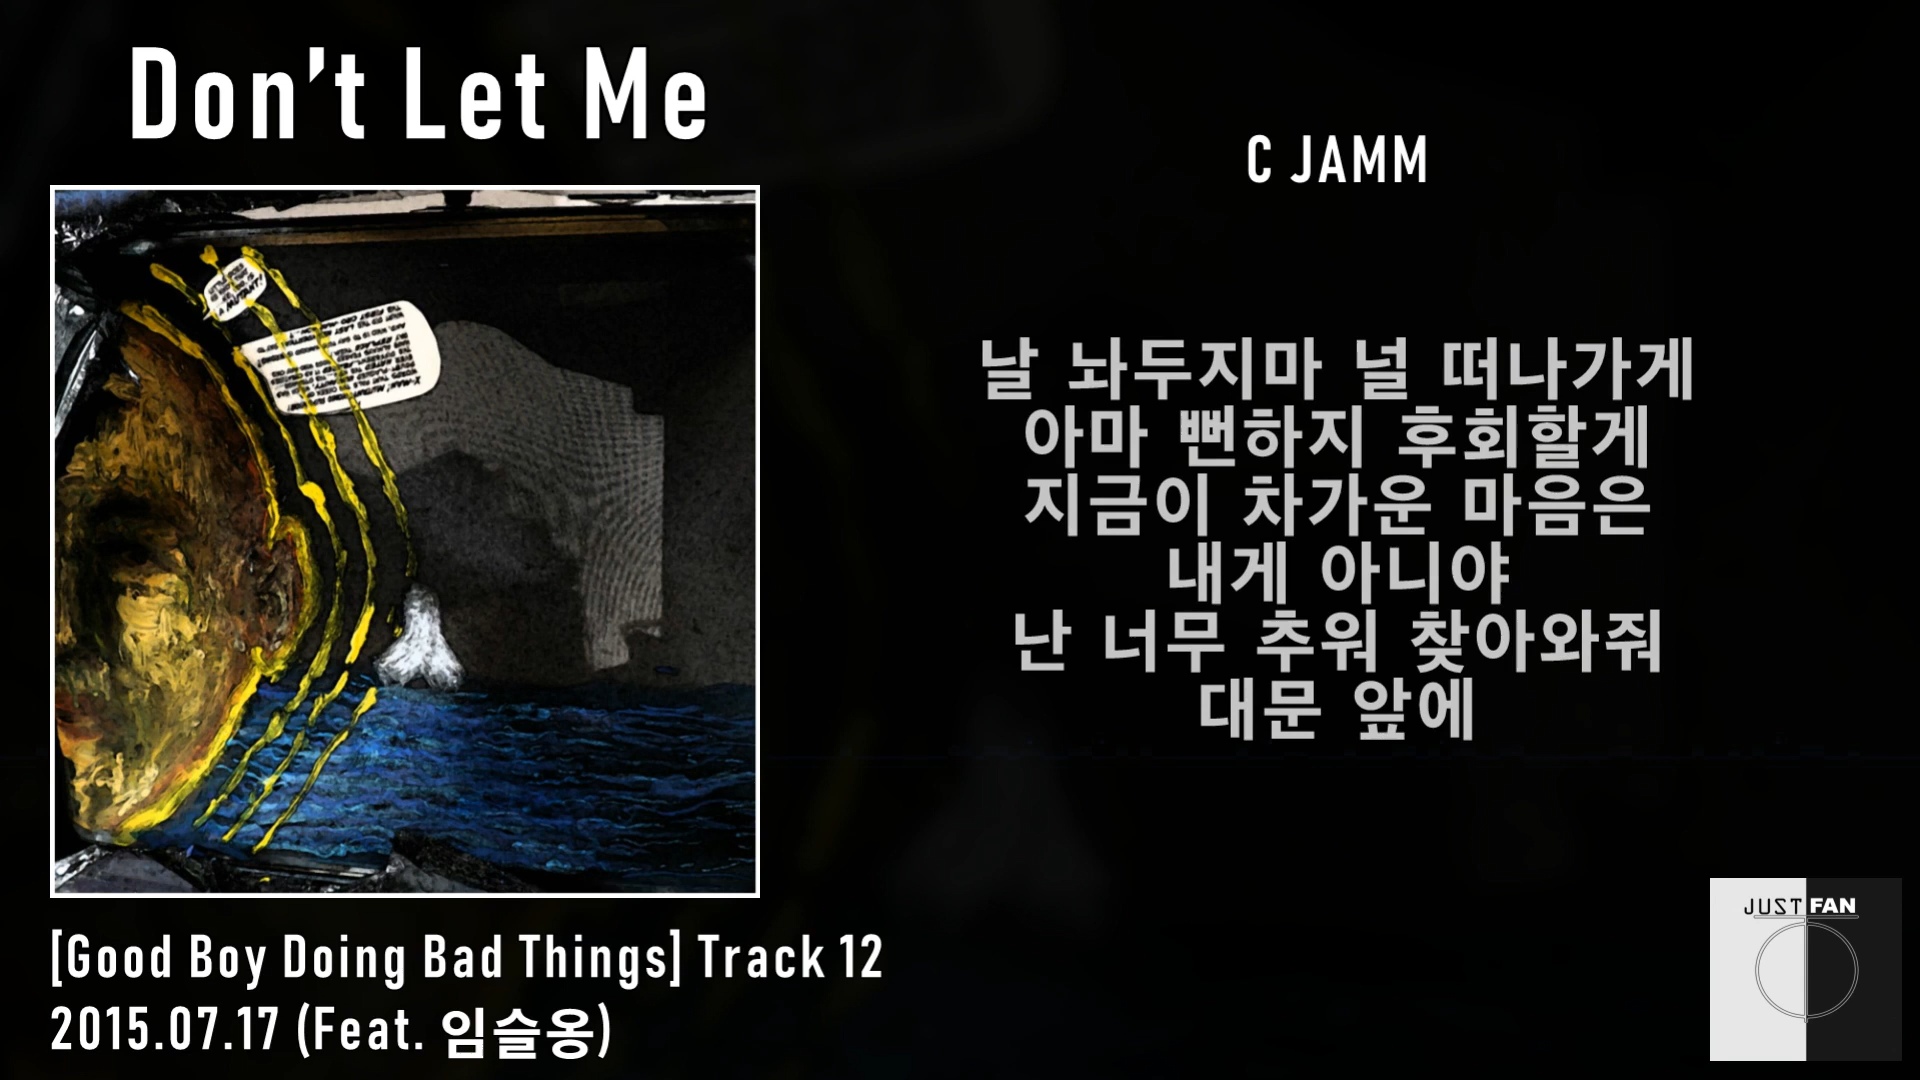 Don't Let Me
C JAMM
날 놔두지마 널 떠나가게
아마 뻔하지 후회할게
지금이 차가운 마음은
내게 아니야
난 너무 추워 찾아와줘
대문 앞에
A MUTANT!
[Good Boy Doing Bad Things] Track 12
2015.07.17 (Feat. 임슬옹)
JUST FAN